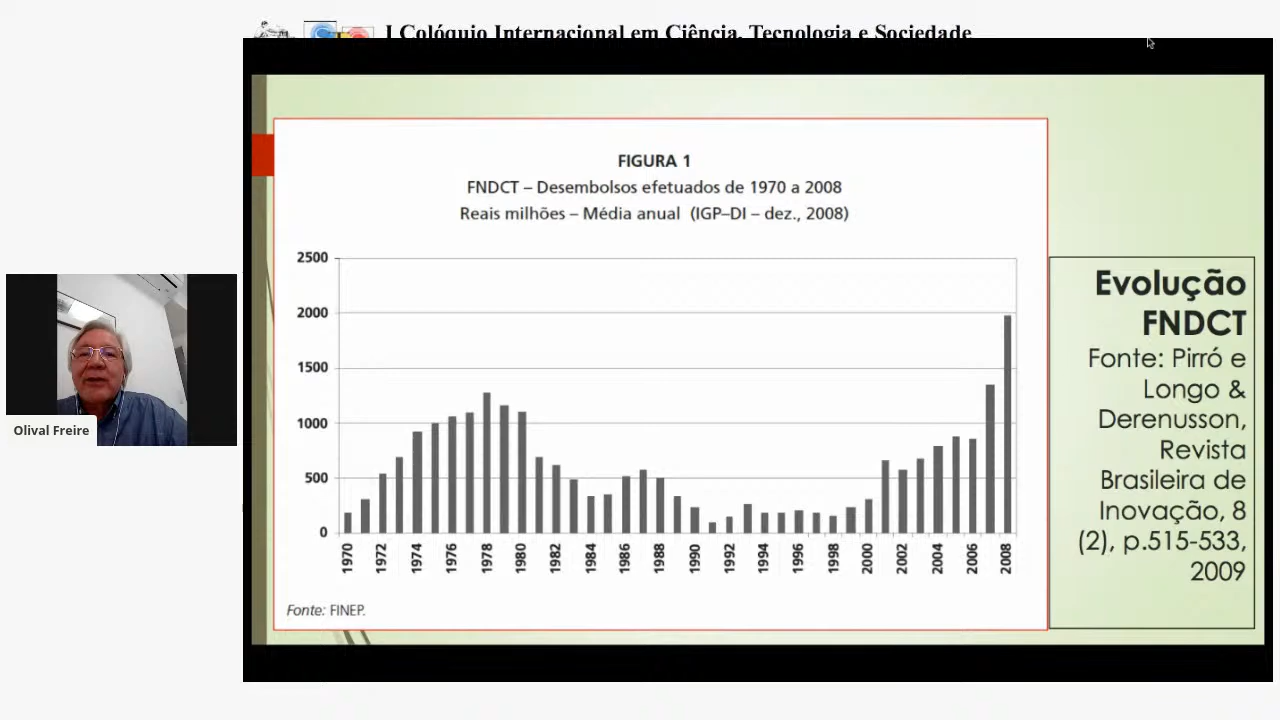 I Colóquio Internacional em Ciência, Tecnologia e Sociedade
FIGURA 1
FNDCT – Desembolsos efetuados de 1970 a 2008
Reais milhões – Média anual (IGP–DI – dez., 2008)
2500
2000
1500
1000
500
0
1970
1972
1974
1976
1978
1980
1982
1984
1986
1988
1990
1992
1994
1996
1998
2000
2002
2004
2006
2008
Fonte: FINEP.
Evolução
FNDCT
Fonte: Pirró e
Longo &
Derenusson,
Revista
Brasileira de
Inovação, 8
(2), p.515-533,
2009
Olival Freire